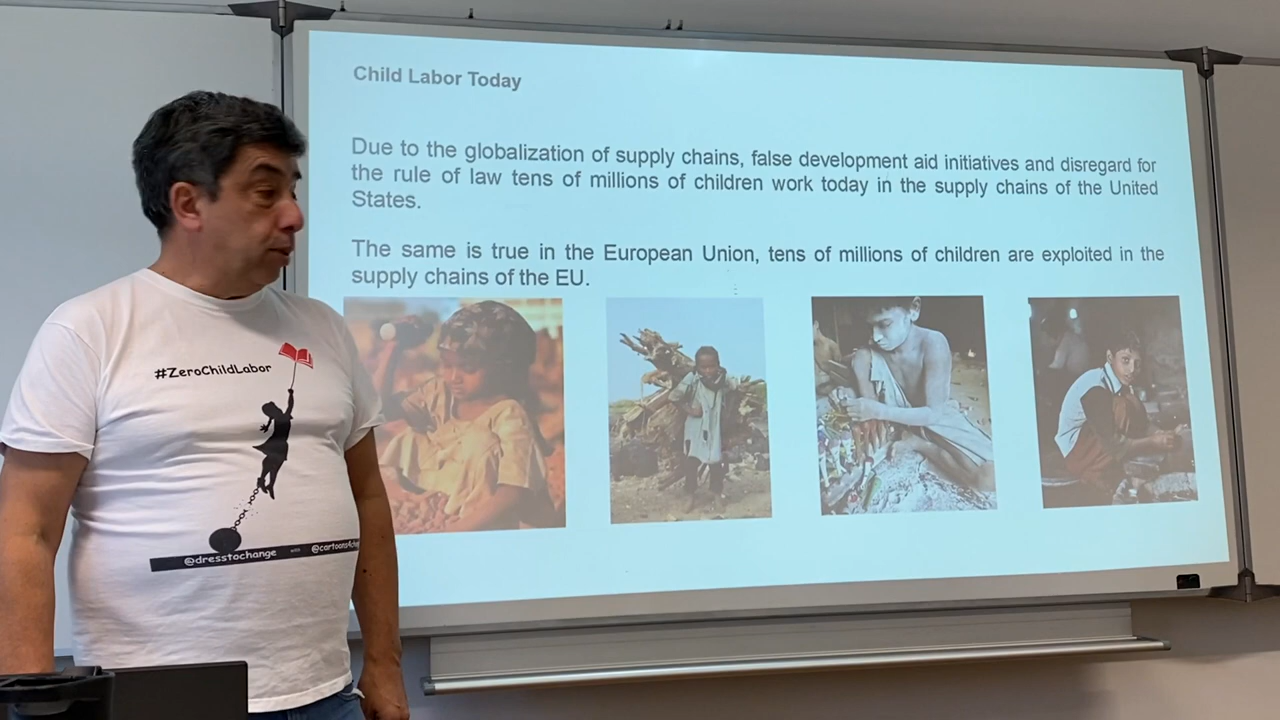 Child Labor Today
Due to the globalization of supply chains, false development aid initiatives and disregard for
the rule of law tens of millions of children work today in the supply chains of the United
States.
The same is true in the European Union, tens of millions of children are exploited in the
supply chains of the EU.
#ZeroChildLabor
@dresstochange